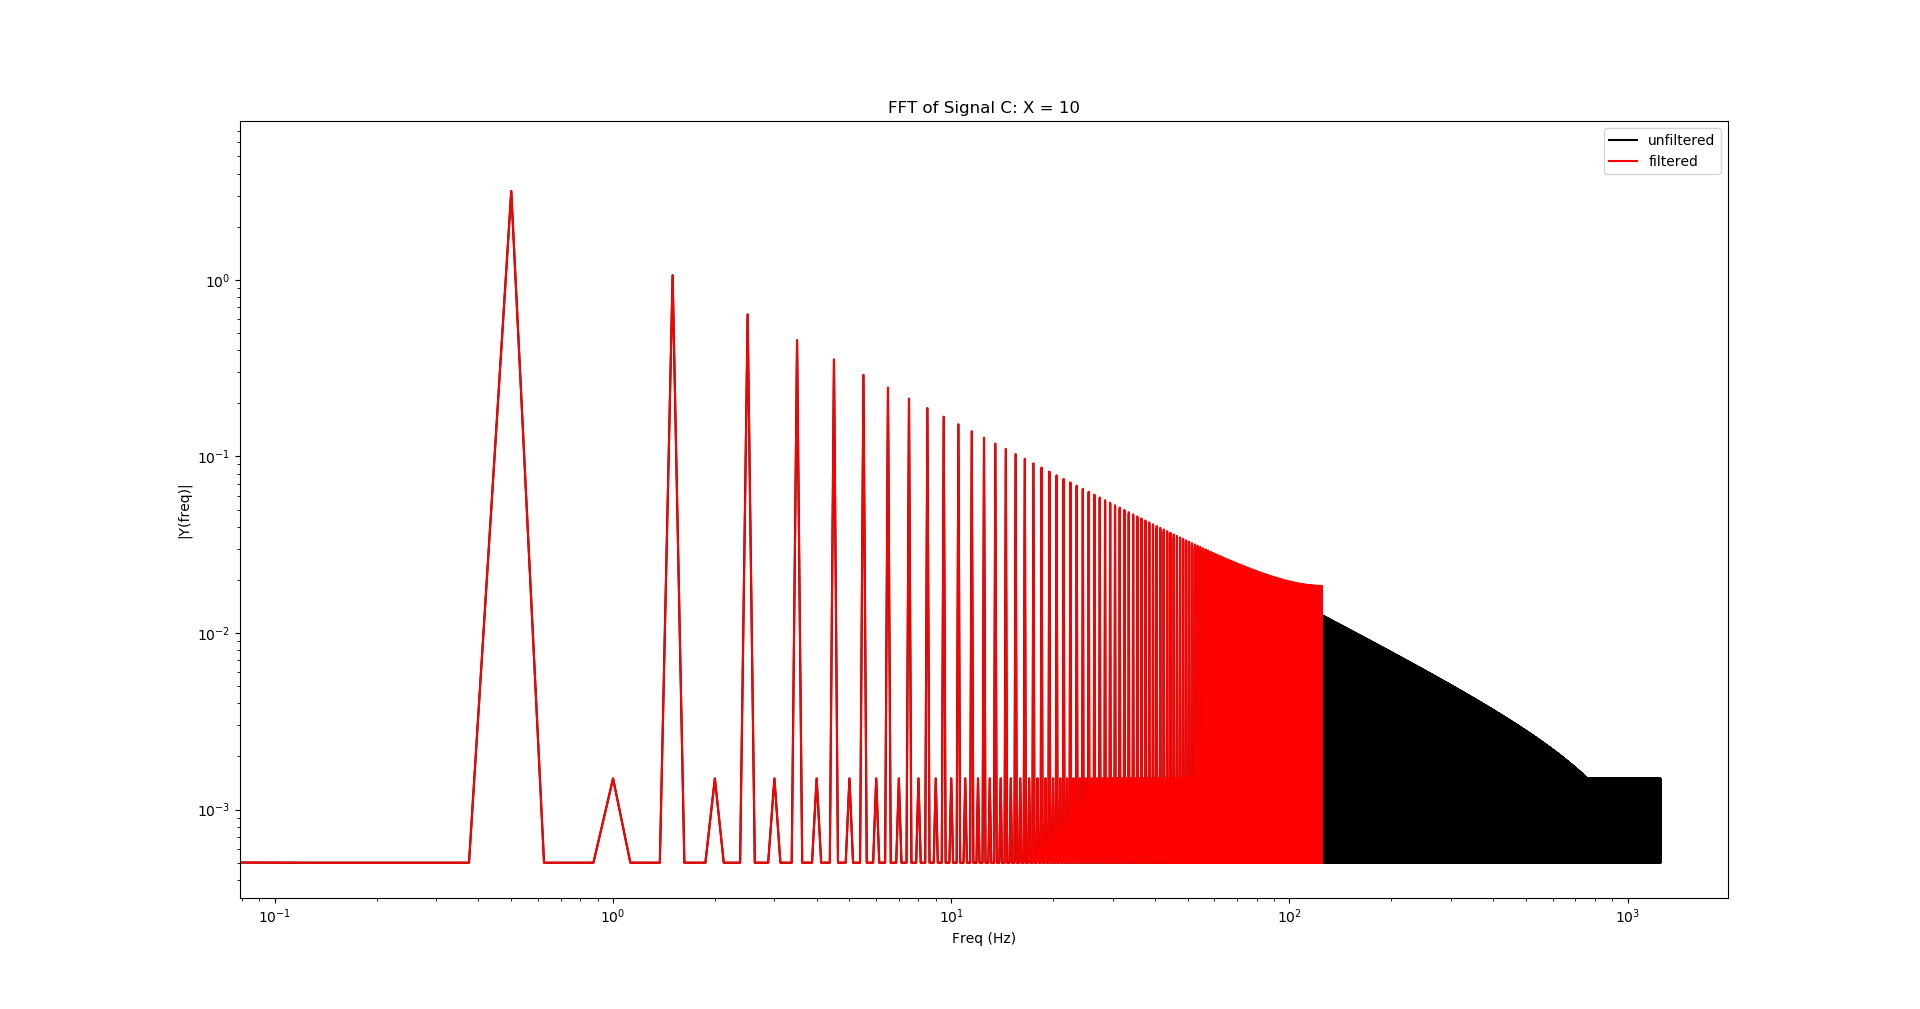 FFT of Signal C: X = 10
unfiltered
filtered
|Y(freq)|
10⁰
10⁻¹
10⁻²
10⁻³
10⁻¹ 10⁰ 10¹ 10² 10³
Freq (Hz)